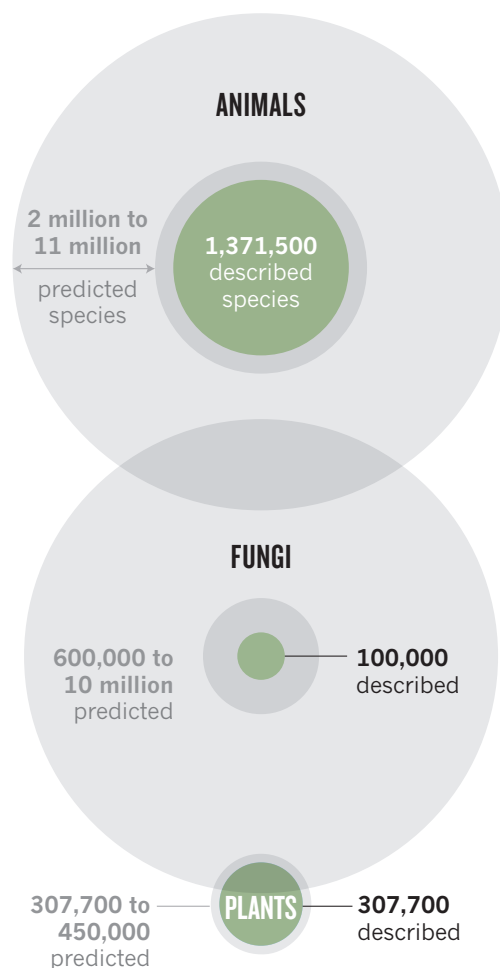 ANIMALS
2 million to
11 million
predicted
species
1,371,500
described
species
FUNGI
600,000 to
10 million
predicted
100,000
described
307,700 to
450,000
predicted
PLANTS
307,700
described